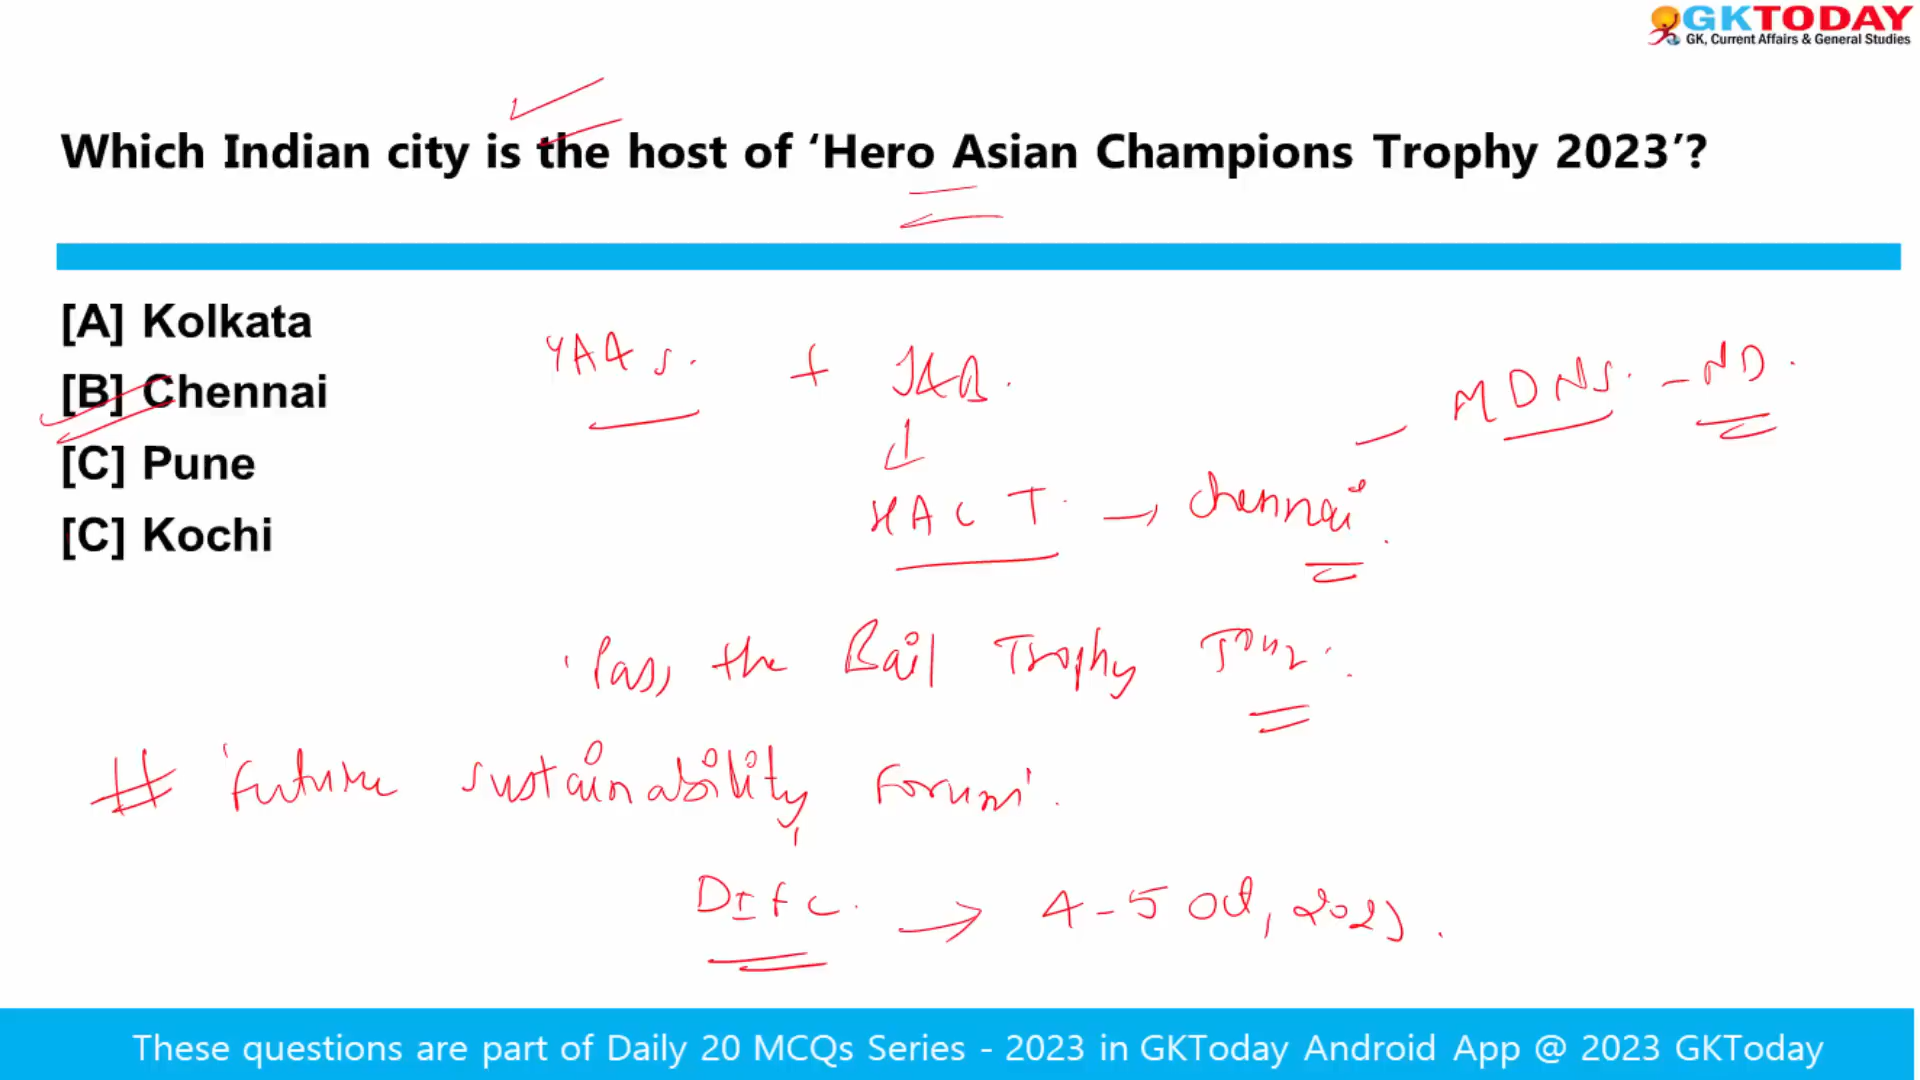 GKTODAY
GK, Current Affairs & General Studies
Which Indian city is the host of ‘Hero Asian Champions Trophy 2023’?
[A] Kolkata
[B] Chennai
[C] Pune
[C] Kochi
+
MDNS. - ND.
HACT. → Chennai
'Pass the Ball Trophy Tour.
# 'Future Sustainability Forum'.
DIFC. → 4-5 Oct, 2023.
These questions are part of Daily 20 MCQs Series - 2023 in GKToday Android App @ 2023 GKToday